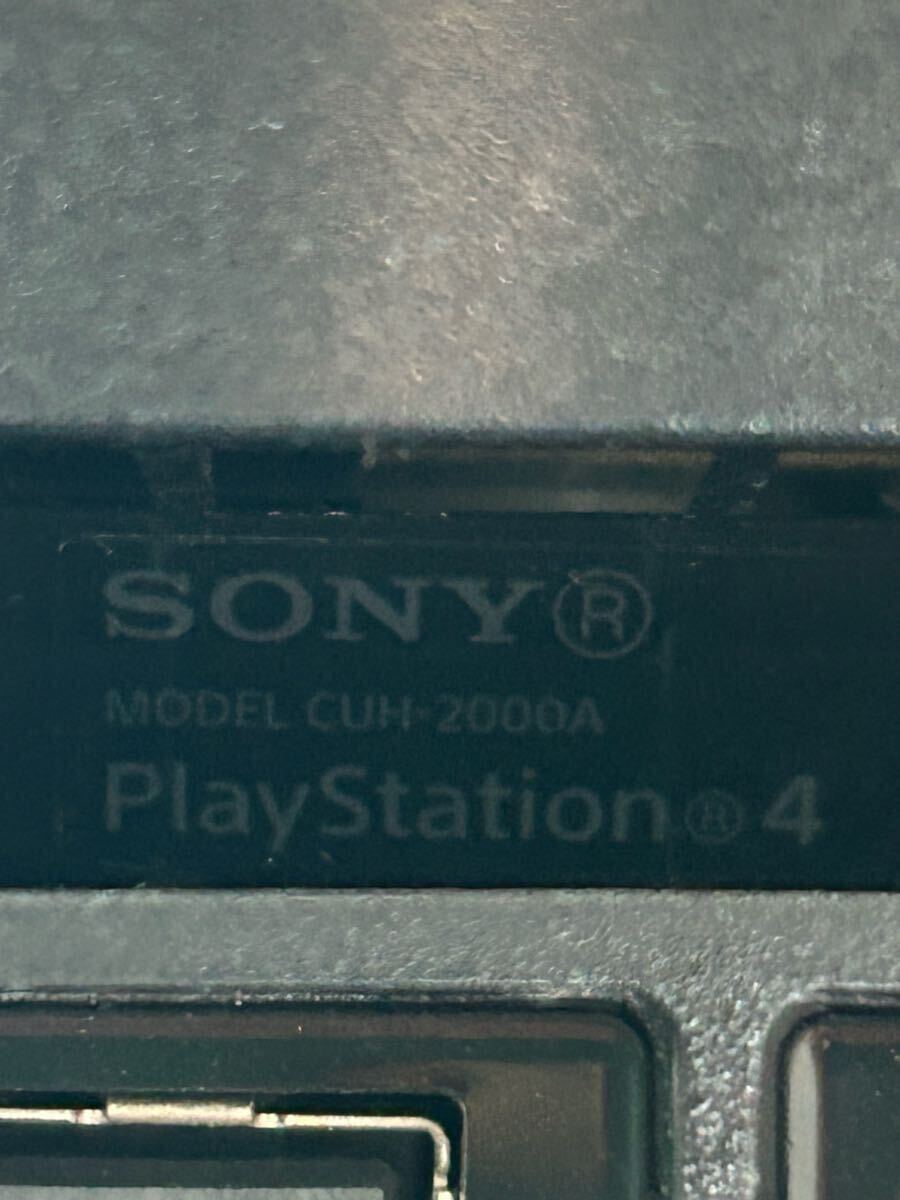 SONY®
MODEL CUH-2000A
PlayStation®4